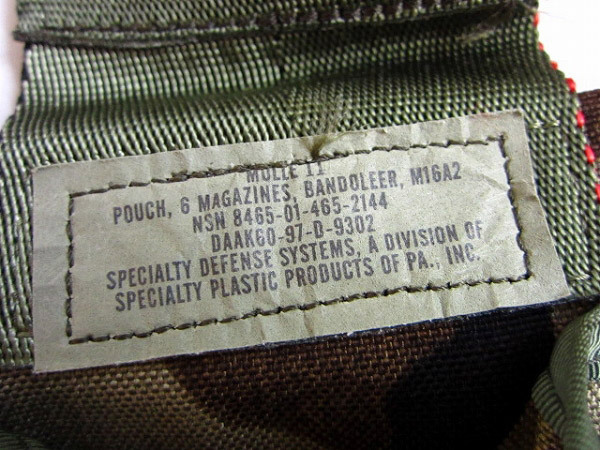 MOLLE II
POUCH, 6 MAGAZINES, BANDOLEER, M16A2
NSN 8465-01-465-2144
DAAK60-97-D-9302
SPECIALTY DEFENSE SYSTEMS, A DIVISION OF
SPECIALTY PLASTIC PRODUCTS OF PA., INC.